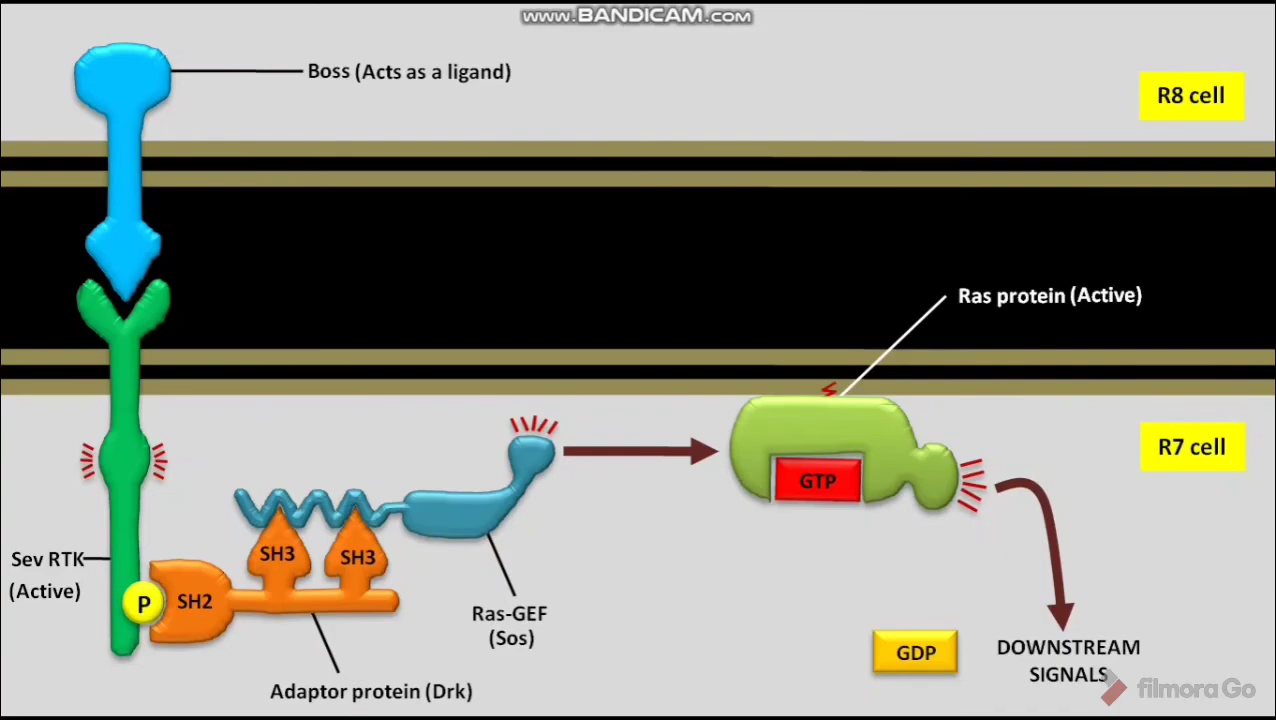 www.BANDICAM.com
Boss (Acts as a ligand)
R8 cell
Ras protein (Active)
R7 cell
GTP
SH3
SH3
Sev RTK
(Active)
P
SH2
Ras-GEF
(Sos)
GDP
DOWNSTREAM
SIGNALS
Adaptor protein (Drk)
filmora Go